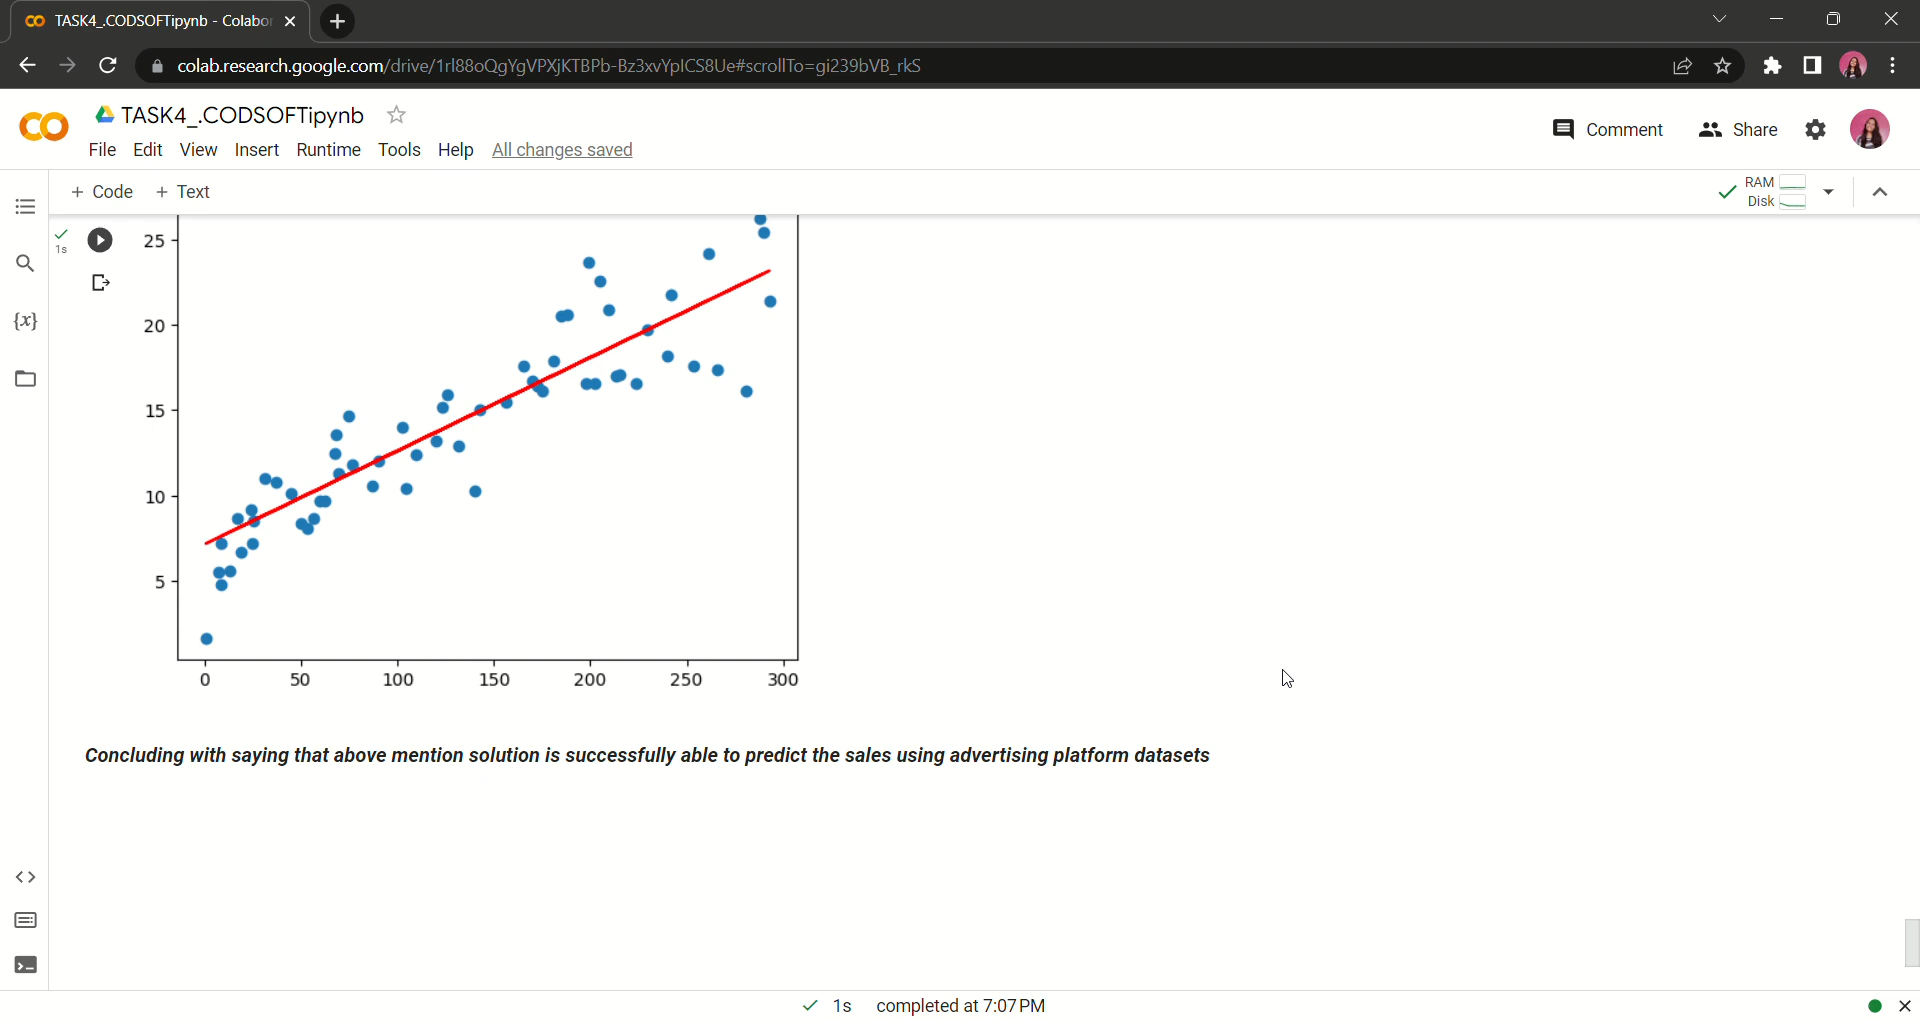 TASK4_.CODSOFTipynb - Colabor
colab.research.google.com/drive/1rl88oQgYgVPXjKTBPb-Bz3xvYpICS8Ue#scrollTo=gi239bVB_rkS
TASK4_.CODSOFTipynb
Comment Share
File Edit View Insert Runtime Tools Help All changes saved
+ Code + Text
RAM
Disk
1s
{x}
25
20
15
10
5
0 50 100 150 200 250 300
Concluding with saying that above mention solution is successfully able to predict the sales using advertising platform datasets
1s completed at 7:07 PM